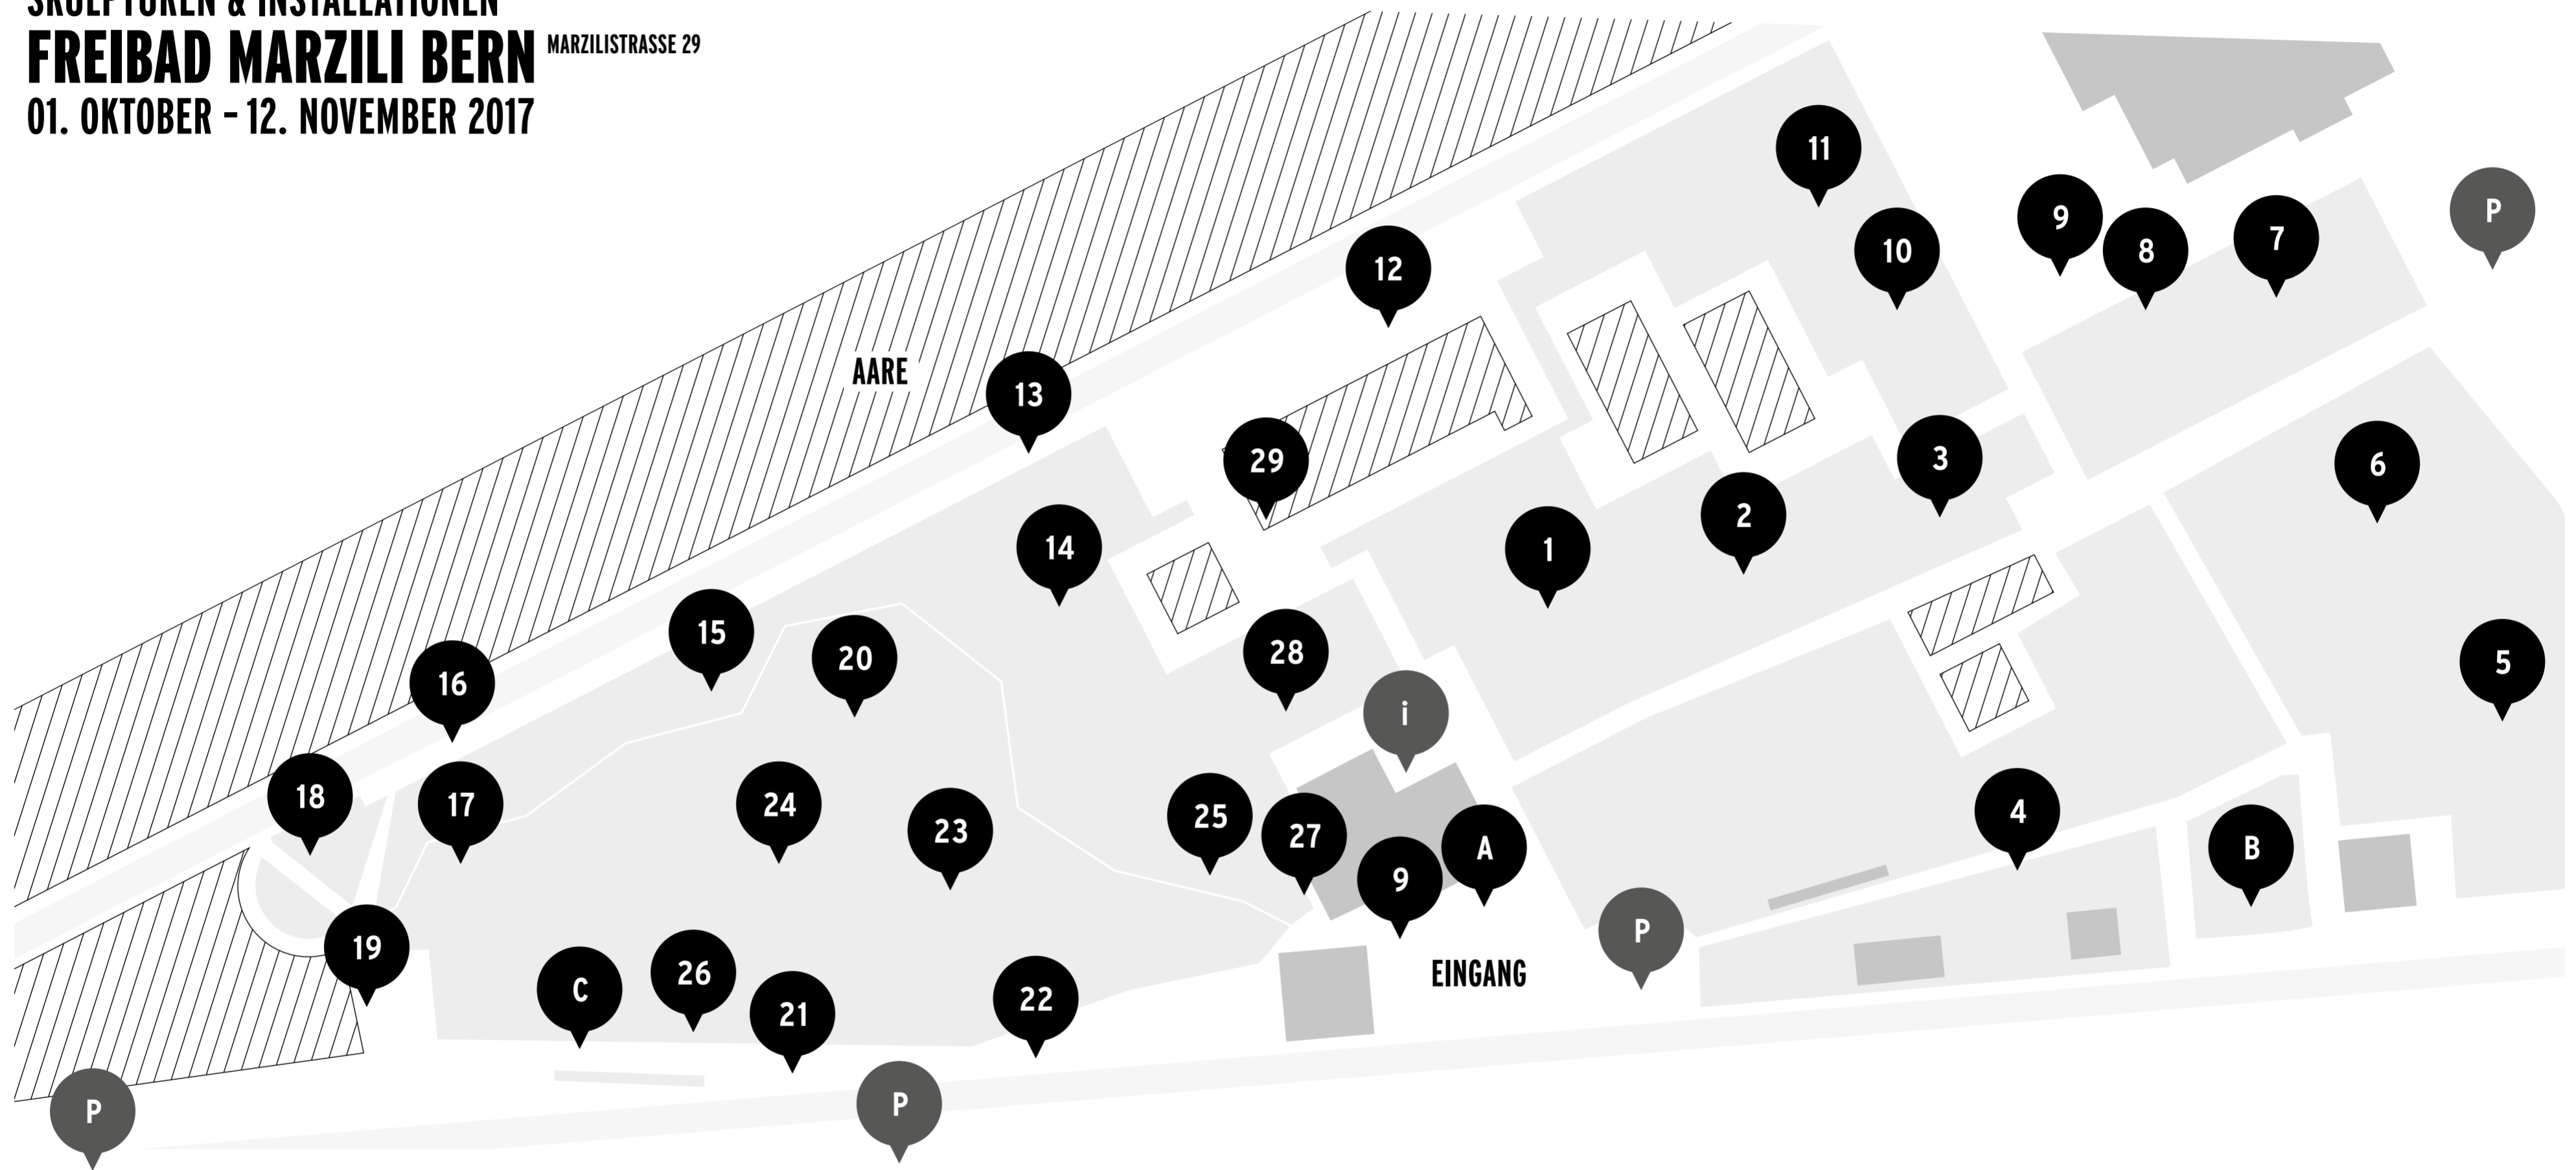 SKULPTUREN & INSTALLATIONEN
FREIBAD MARZILI BERN MARZILISTRASSE 29
01. OKTOBER – 12. NOVEMBER 2017
11
9
8
7
P
10
12
AARE
13
29
3
6
14
1
2
15
20
28
5
16
i
18
17
24
23
25
27
9
A
4
B
19
C
26
21
22
EINGANG
P
P
P